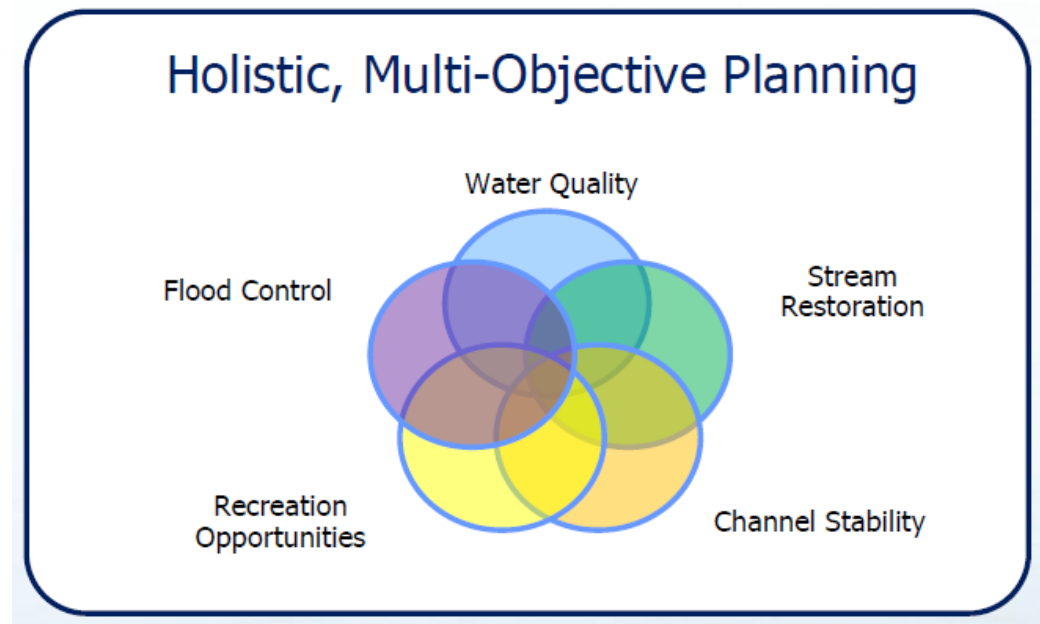 Holistic, Multi-Objective Planning
Water Quality
Flood Control
Stream
Restoration
Recreation
Opportunities
Channel Stability